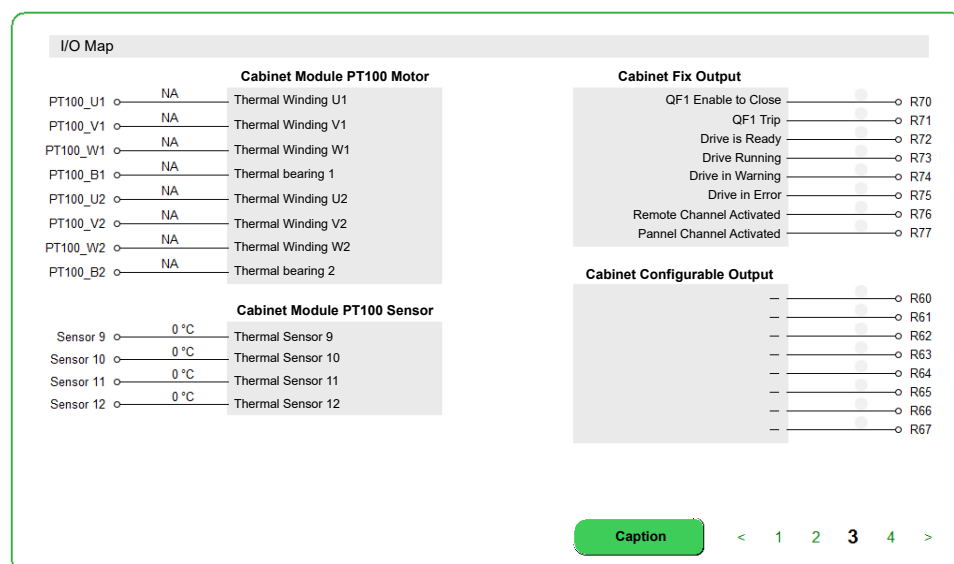 I/O Map
Cabinet Module PT100 Motor
PT100_U1 NA Thermal Winding U1
PT100_V1 NA Thermal Winding V1
PT100_W1 NA Thermal Winding W1
PT100_B1 NA Thermal bearing 1
PT100_U2 NA Thermal Winding U2
PT100_V2 NA Thermal Winding V2
PT100_W2 NA Thermal Winding W2
PT100_B2 NA Thermal bearing 2
Cabinet Module PT100 Sensor
Sensor 9 0 °C Thermal Sensor 9
Sensor 10 0 °C Thermal Sensor 10
Sensor 11 0 °C Thermal Sensor 11
Sensor 12 0 °C Thermal Sensor 12
Cabinet Fix Output
QF1 Enable to Close R70
QF1 Trip R71
Drive is Ready R72
Drive Running R73
Drive in Warning R74
Drive in Error R75
Remote Channel Activated R76
Pannel Channel Activated R77
Cabinet Configurable Output
– R60
– R61
– R62
– R63
– R64
– R65
– R66
– R67
Caption < 1 2 3 4 >